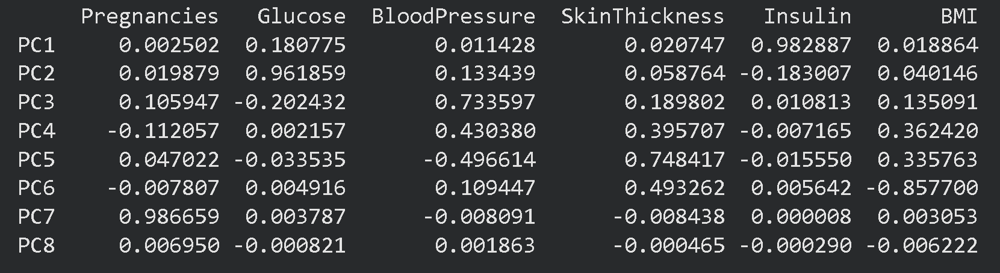 Pregnancies Glucose BloodPressure SkinThickness Insulin BMI
PC1 0.002502 0.180775 0.011428 0.020747 0.982887 0.018864
PC2 0.019879 0.961859 0.133439 0.058764 -0.183007 0.040146
PC3 0.105947 -0.202432 0.733597 0.189802 0.010813 0.135091
PC4 -0.112057 0.002157 0.430380 0.395707 -0.007165 0.362420
PC5 0.047022 -0.033535 -0.496614 0.748417 -0.015550 0.335763
PC6 -0.007807 0.004916 0.109447 0.493262 0.005642 -0.857700
PC7 0.986659 0.003787 -0.008091 -0.008438 0.000008 0.003053
PC8 0.006950 -0.000821 0.001863 -0.000465 -0.000290 -0.006222